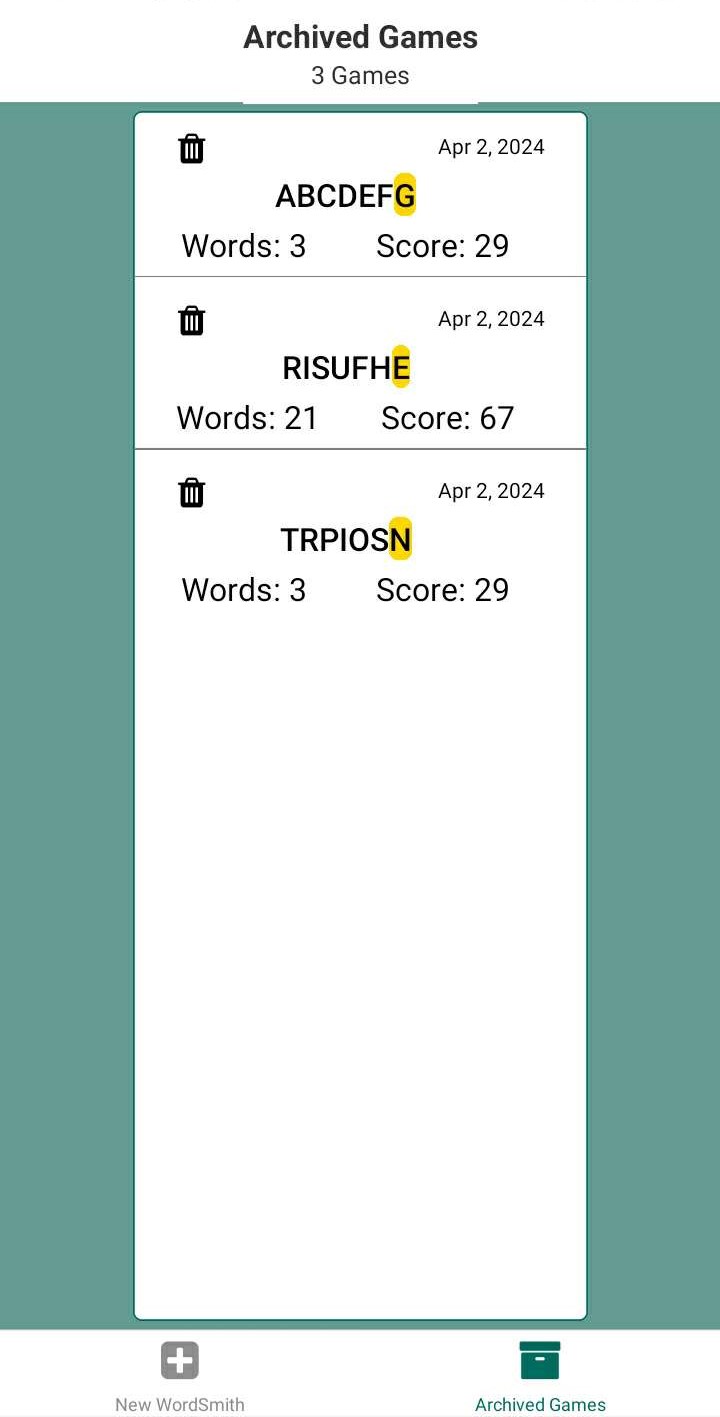 Archived Games
3 Games
Apr 2, 2024
ABCDEFG
Words: 3 Score: 29
Apr 2, 2024
RISUFHE
Words: 21 Score: 67
Apr 2, 2024
TRPIOSN
Words: 3 Score: 29
New WordSmith Archived Games